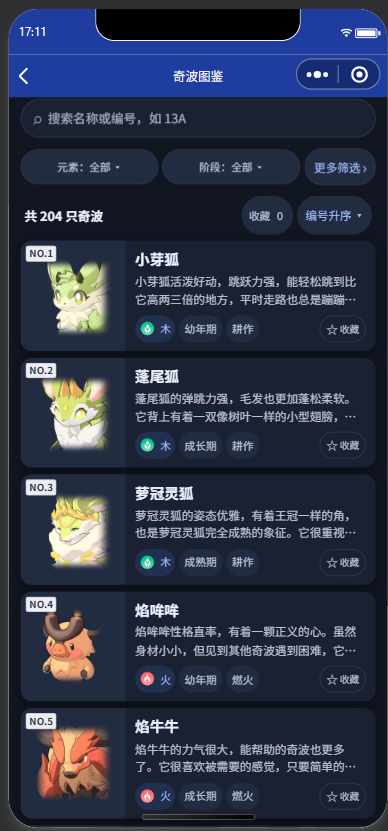 17:11
奇波图鉴
搜索名称或编号，如 13A
元素：全部
阶段：全部
更多筛选 ›
共 204 只奇波
收藏 0
编号升序
NO.1
小芽狐
小芽狐活泼好动，跳跃力强，能轻松跳到比
它高两三倍的地方，平时走路也总是蹦蹦…
木 幼年期 耕作
☆ 收藏
NO.2
蓬尾狐
蓬尾狐的弹跳力强，毛发也更加蓬松柔软。
它背上有着一双像树叶一样的小型翅膀，…
木 成长期 耕作
☆ 收藏
NO.3
萝冠灵狐
萝冠灵狐的姿态优雅，有着王冠一样的角，
也是萝冠灵狐完全成熟的象征。它很重视…
木 成熟期 耕作
☆ 收藏
NO.4
焰哞哞
焰哞哞性格直率，有着一颗正义的心。虽然
身材小小，但见到其他奇波遇到困难，它…
火 幼年期 燃火
☆ 收藏
NO.5
焰牛牛
焰牛牛的力气很大，能帮助的奇波也更多
了。它很喜欢被需要的感觉，只要简单的…
火 成长期 燃火
☆ 收藏